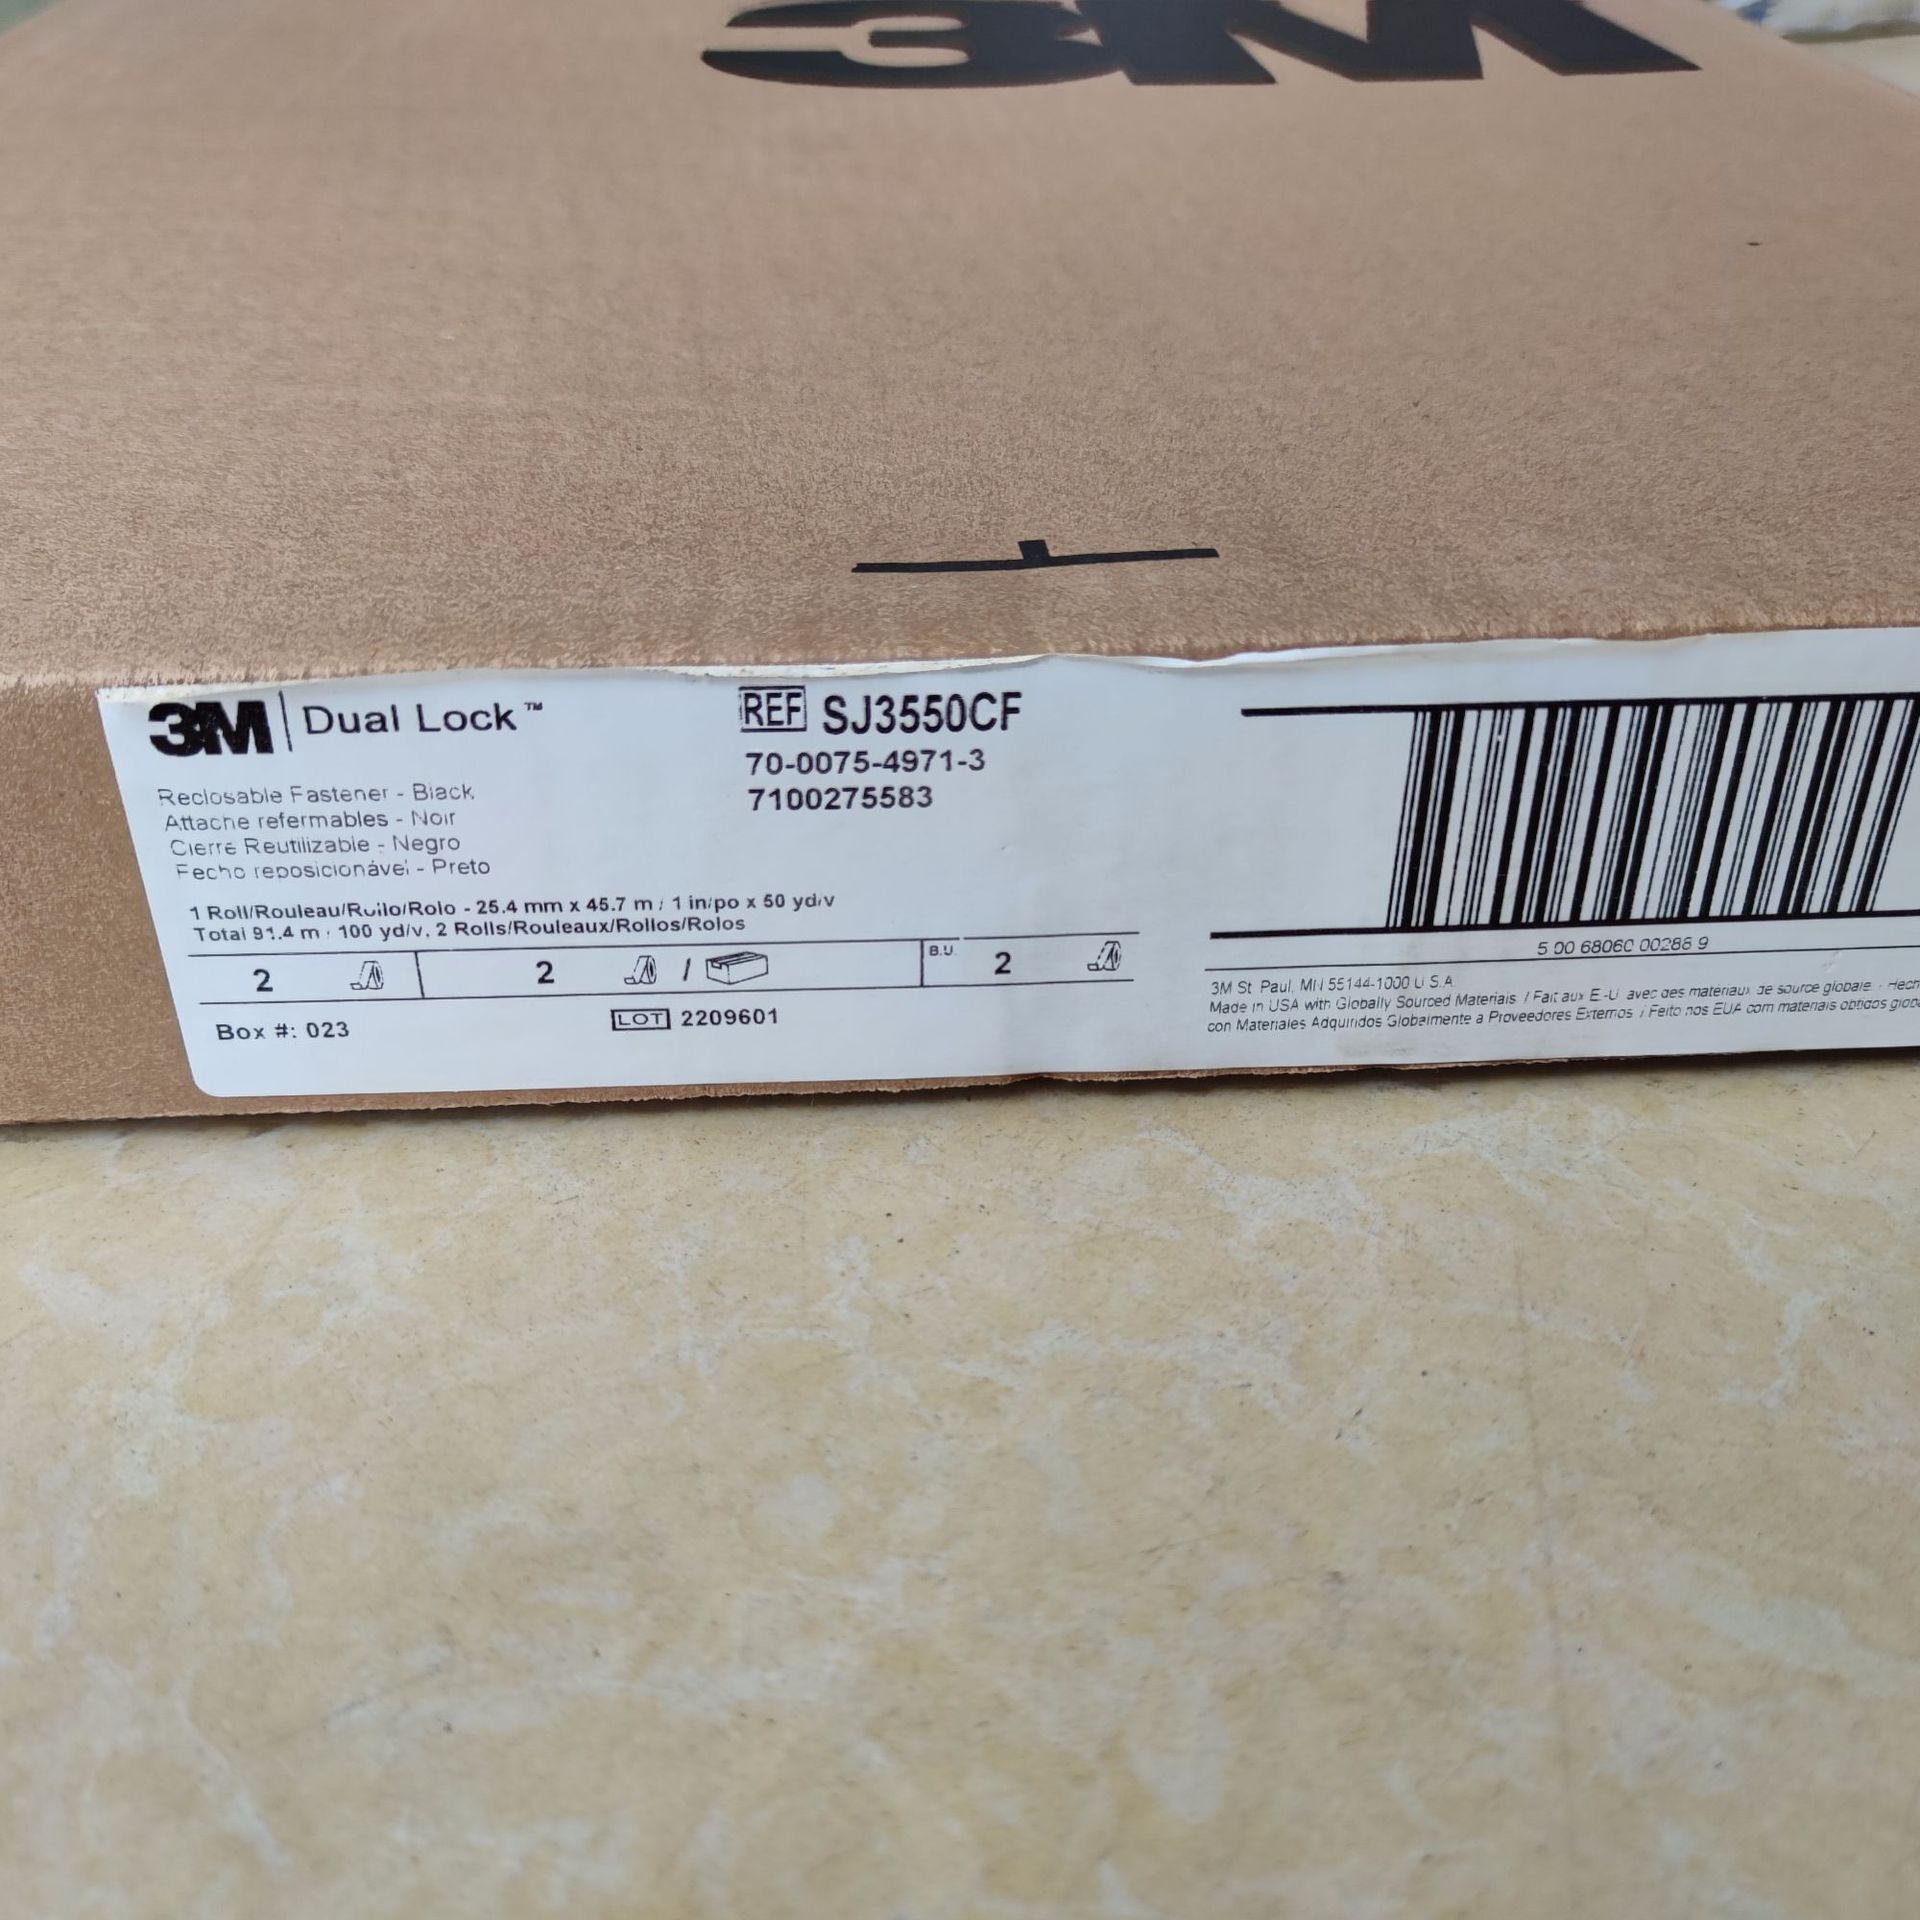 3M
3M | Dual Lock™
Reclosable Fastener - Black
Attache refermables - Noir
Cierre Reutilizable - Negro
Fecho reposicionável - Preto
REF SJ3550CF
70-0075-4971-3
7100275583
1 Roll/Rouleau/Rollo/Rolo - 25.4 mm x 45.7 m / 1 in/po x 50 yd/v
Total 91.4 m / 100 yd/v, 2 Rolls/Rouleaux/Rollos/Rolos
2 2 / B.U. 2
Box #: 023 LOT 2209601
5 00 68060 00288 9
3M St. Paul, MN 55144-1000 U.S.A.
Made in USA with Globally Sourced Materials / Fait aux E.-U. avec des matériaux de source globale. - Hech
con Materiales Adquiridos Globalmente a Proveedores Externos / Feito nos EUA com materiais obtidos glob